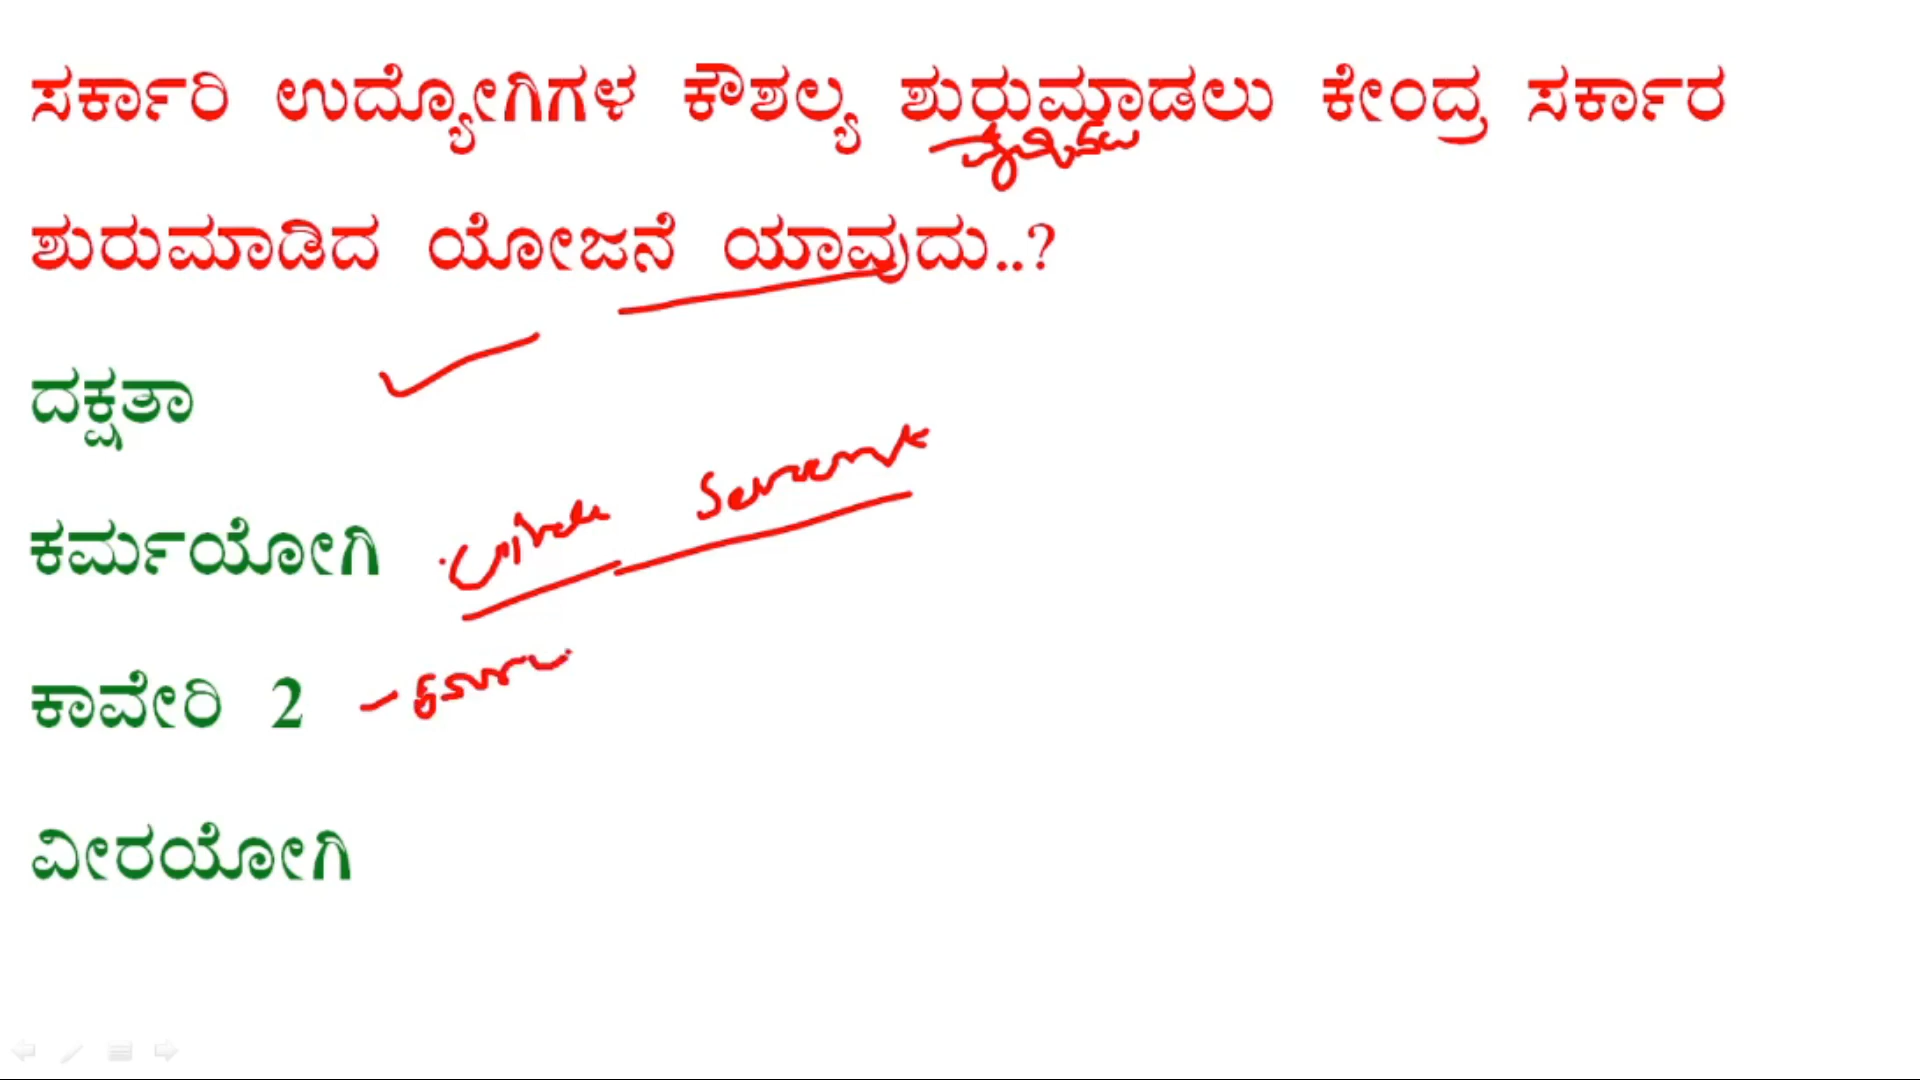 ಸರ್ಕಾರಿ ಉದ್ಯೋಗಿಗಳ ಕೌಶಲ್ಯ ಶುರುಮಾಡಲು ಕೇಂದ್ರ ಸರ್ಕಾರ
ಶುರುಮಾಡಿದ ಯೋಜನೆ ಯಾವುದು..?
ದಕ್ಷತಾ
ಕರ್ಮಯೋಗಿ
ಕಾವೇರಿ 2
ವೀರಯೋಗಿ